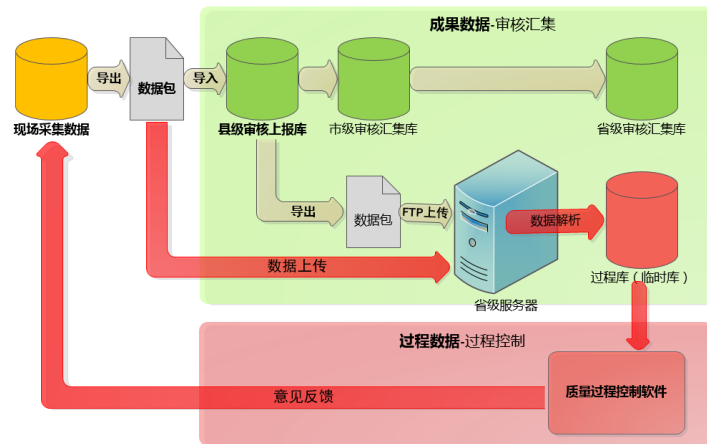 成果数据-审核汇集
导出
数据包
导入
现场采集数据
县级审核上报库
市级审核汇集库
省级审核汇集库
导出
数据包
FTP上传
数据解析
数据上传
过程库（临时库）
省级服务器
过程数据-过程控制
意见反馈
质量过程控制软件